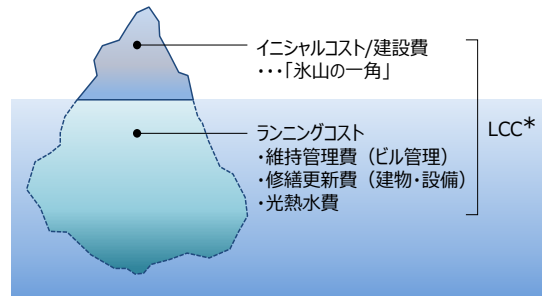 イニシャルコスト/建設費
・・・「氷山の一角」
ランニングコスト
・維持管理費（ビル管理）
・修繕更新費（建物・設備）
・光熱水費
LCC*